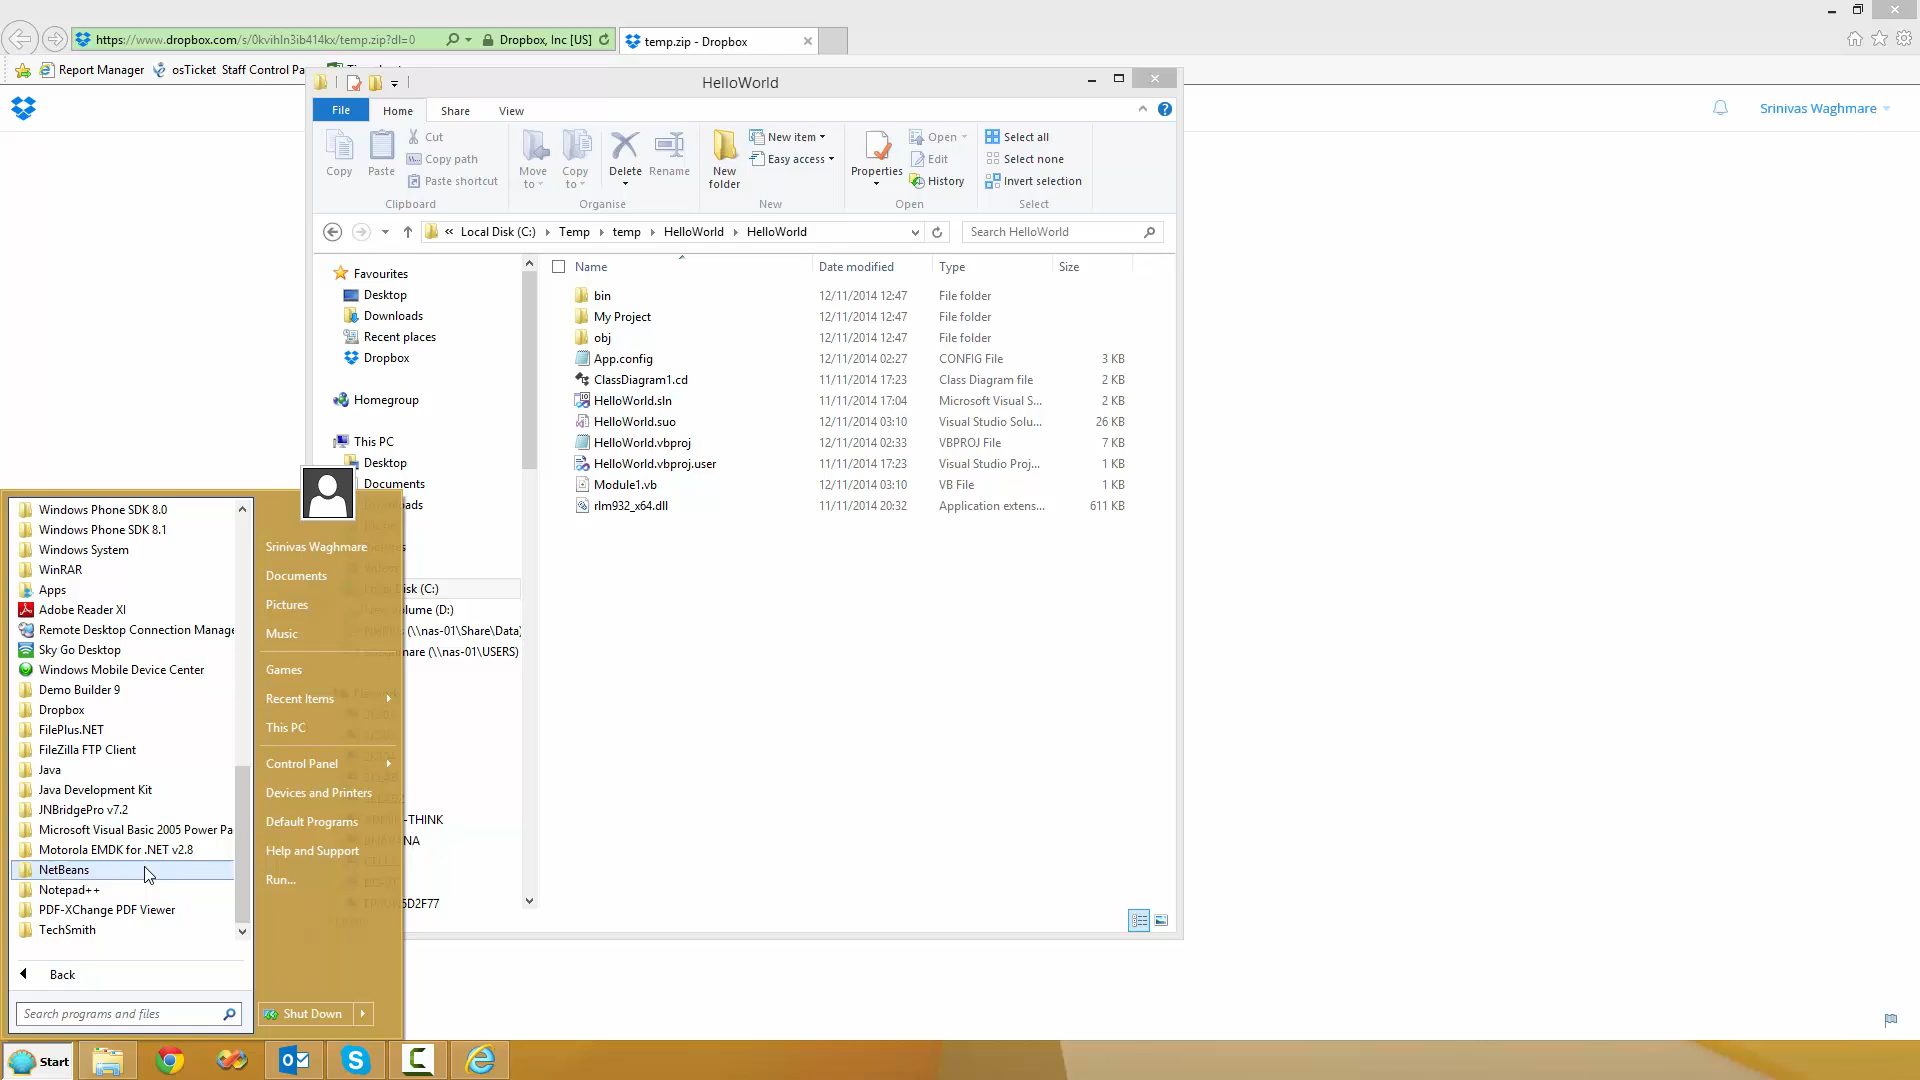 https://www.dropbox.com/s/0kvihln3ib414kx/temp.zip?dl=0
Dropbox, Inc [US]
temp.zip - Dropbox
Report Manager
osTicket
Staff Control Pa
Srinivas Waghmare
HelloWorld
File
Home
Share
View
Copy
Paste
Cut
Copy path
Paste shortcut
Clipboard
Move to
Copy to
Delete
Rename
Organise
New folder
New item
Easy access
New
Properties
Open
Edit
History
Open
Select all
Select none
Invert selection
Select
« Local Disk (C:)
Temp
temp
HelloWorld
HelloWorld
Search HelloWorld
Favourites
Desktop
Downloads
Recent places
Dropbox
Homegroup
This PC
Desktop
Documents
Name
Date modified
Type
Size
bin 12/11/2014 12:47 File folder
My Project 12/11/2014 12:47 File folder
obj 12/11/2014 12:47 File folder
App.config 12/11/2014 02:27 CONFIG File 3 KB
ClassDiagram1.cd 11/11/2014 17:23 Class Diagram file 2 KB
HelloWorld.sln 11/11/2014 17:04 Microsoft Visual S... 2 KB
HelloWorld.suo 12/11/2014 03:10 Visual Studio Solu... 26 KB
HelloWorld.vbproj 12/11/2014 02:33 VBPROJ File 7 KB
HelloWorld.vbproj.user 11/11/2014 17:23 Visual Studio Proj... 1 KB
Module1.vb 12/11/2014 03:10 VB File 1 KB
rlm932_x64.dll 11/11/2014 20:32 Application extens... 611 KB
isk (C:)
olume (D:)
(\\nas-01\Share\Data)
mare (\\nas-01\USERS)
-THINK
NA
5D2F77
Windows Phone SDK 8.0
Windows Phone SDK 8.1
Windows System
WinRAR
Apps
Adobe Reader XI
Remote Desktop Connection Manage
Sky Go Desktop
Windows Mobile Device Center
Demo Builder 9
Dropbox
FilePlus.NET
FileZilla FTP Client
Java
Java Development Kit
JNBridgePro v7.2
Microsoft Visual Basic 2005 Power Pa
Motorola EMDK for .NET v2.8
NetBeans
Notepad++
PDF-XChange PDF Viewer
TechSmith
Back
Search programs and files
Srinivas Waghmare
Documents
Pictures
Music
Games
Recent Items
This PC
Control Panel
Devices and Printers
Default Programs
Help and Support
Run...
Shut Down
Start